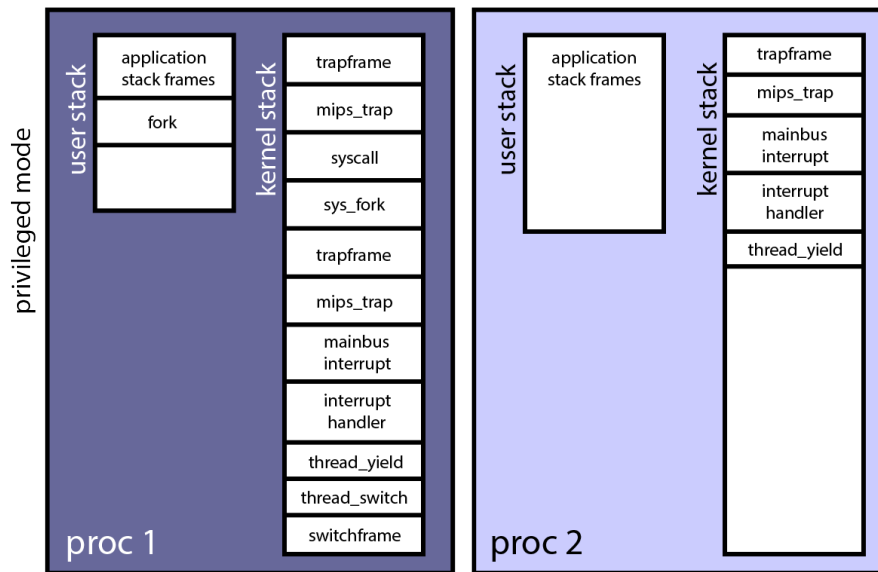 privileged mode
user stack
application
stack frames
fork
kernel stack
trapframe
mips_trap
syscall
sys_fork
trapframe
mips_trap
mainbus
interrupt
interrupt
handler
thread_yield
thread_switch
switchframe
proc 1
user stack
application
stack frames
kernel stack
trapframe
mips_trap
mainbus
interrupt
interrupt
handler
thread_yield
proc 2